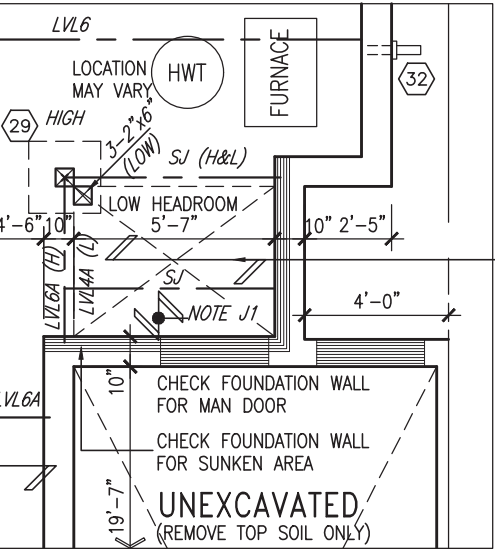 LVL6
LOCATION
MAY VARY
HWT
FURNACE
32
29
HIGH
3-2"x6"
(LOW)
SJ (H&L)
LOW HEADROOM
4'-6"
10"
5'-7"
10"
2'-5"
LVL6A (H)
LVL4A (L)
SJ
4'-0"
NOTE J1
LVL6A
10"
CHECK FOUNDATION WALL
FOR MAN DOOR
CHECK FOUNDATION WALL
FOR SUNKEN AREA
19'-7"
UNEXCAVATED
(REMOVE TOP SOIL ONLY)